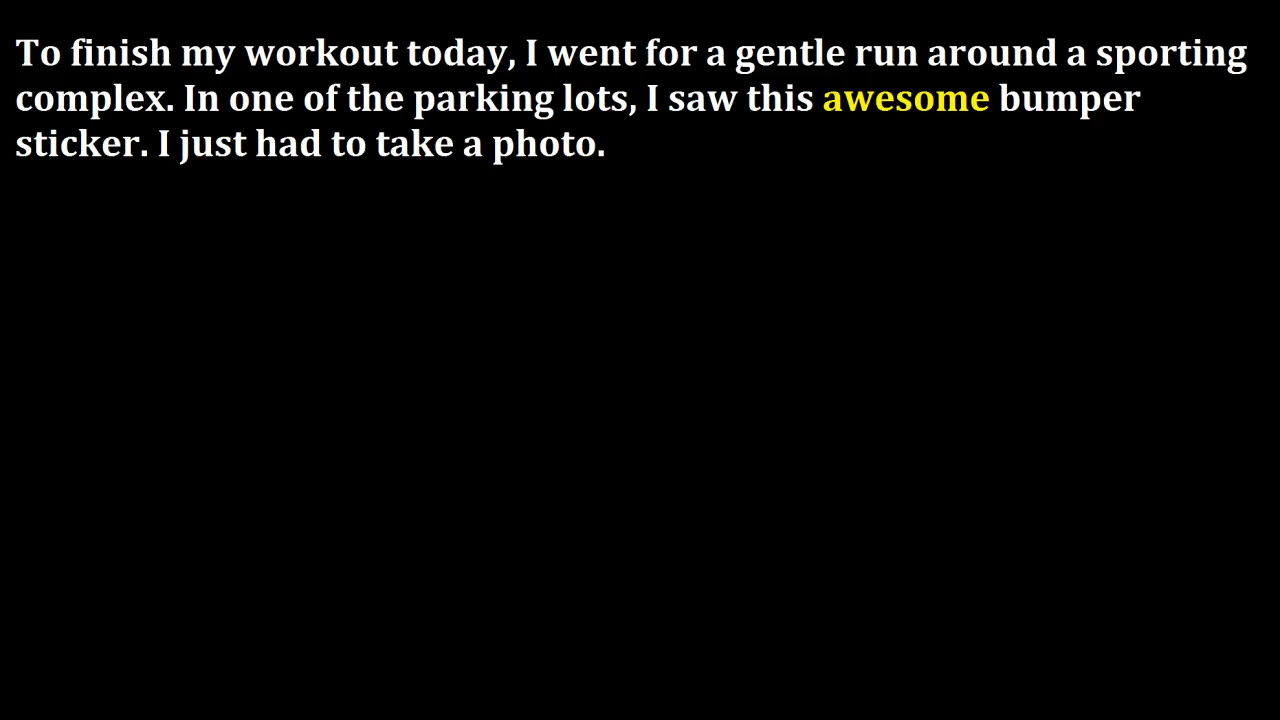 To finish my workout today, I went for a gentle run around a sporting
complex. In one of the parking lots, I saw this awesome bumper
sticker. I just had to take a photo.